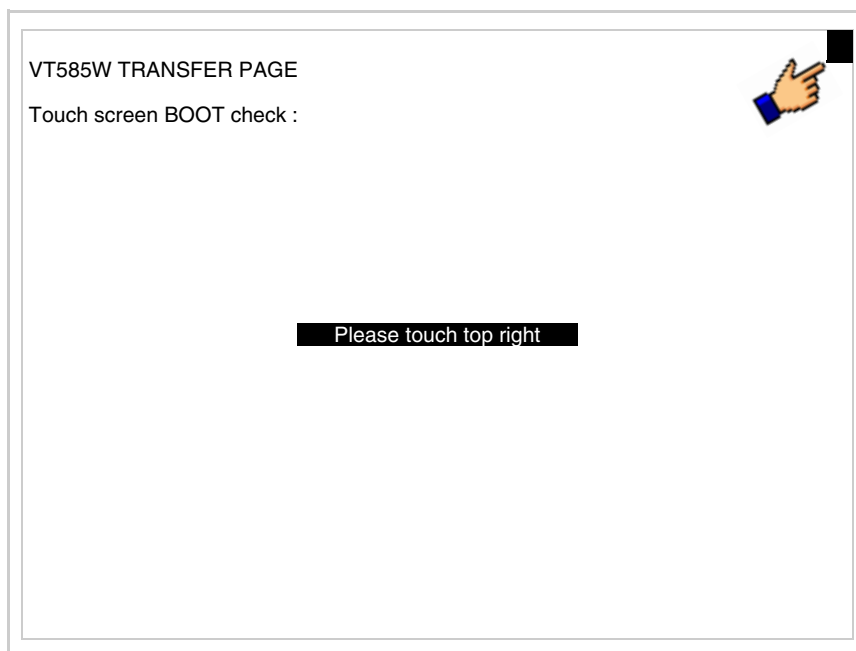 VT585W TRANSFER PAGE
Touch screen BOOT check :
Please touch top right